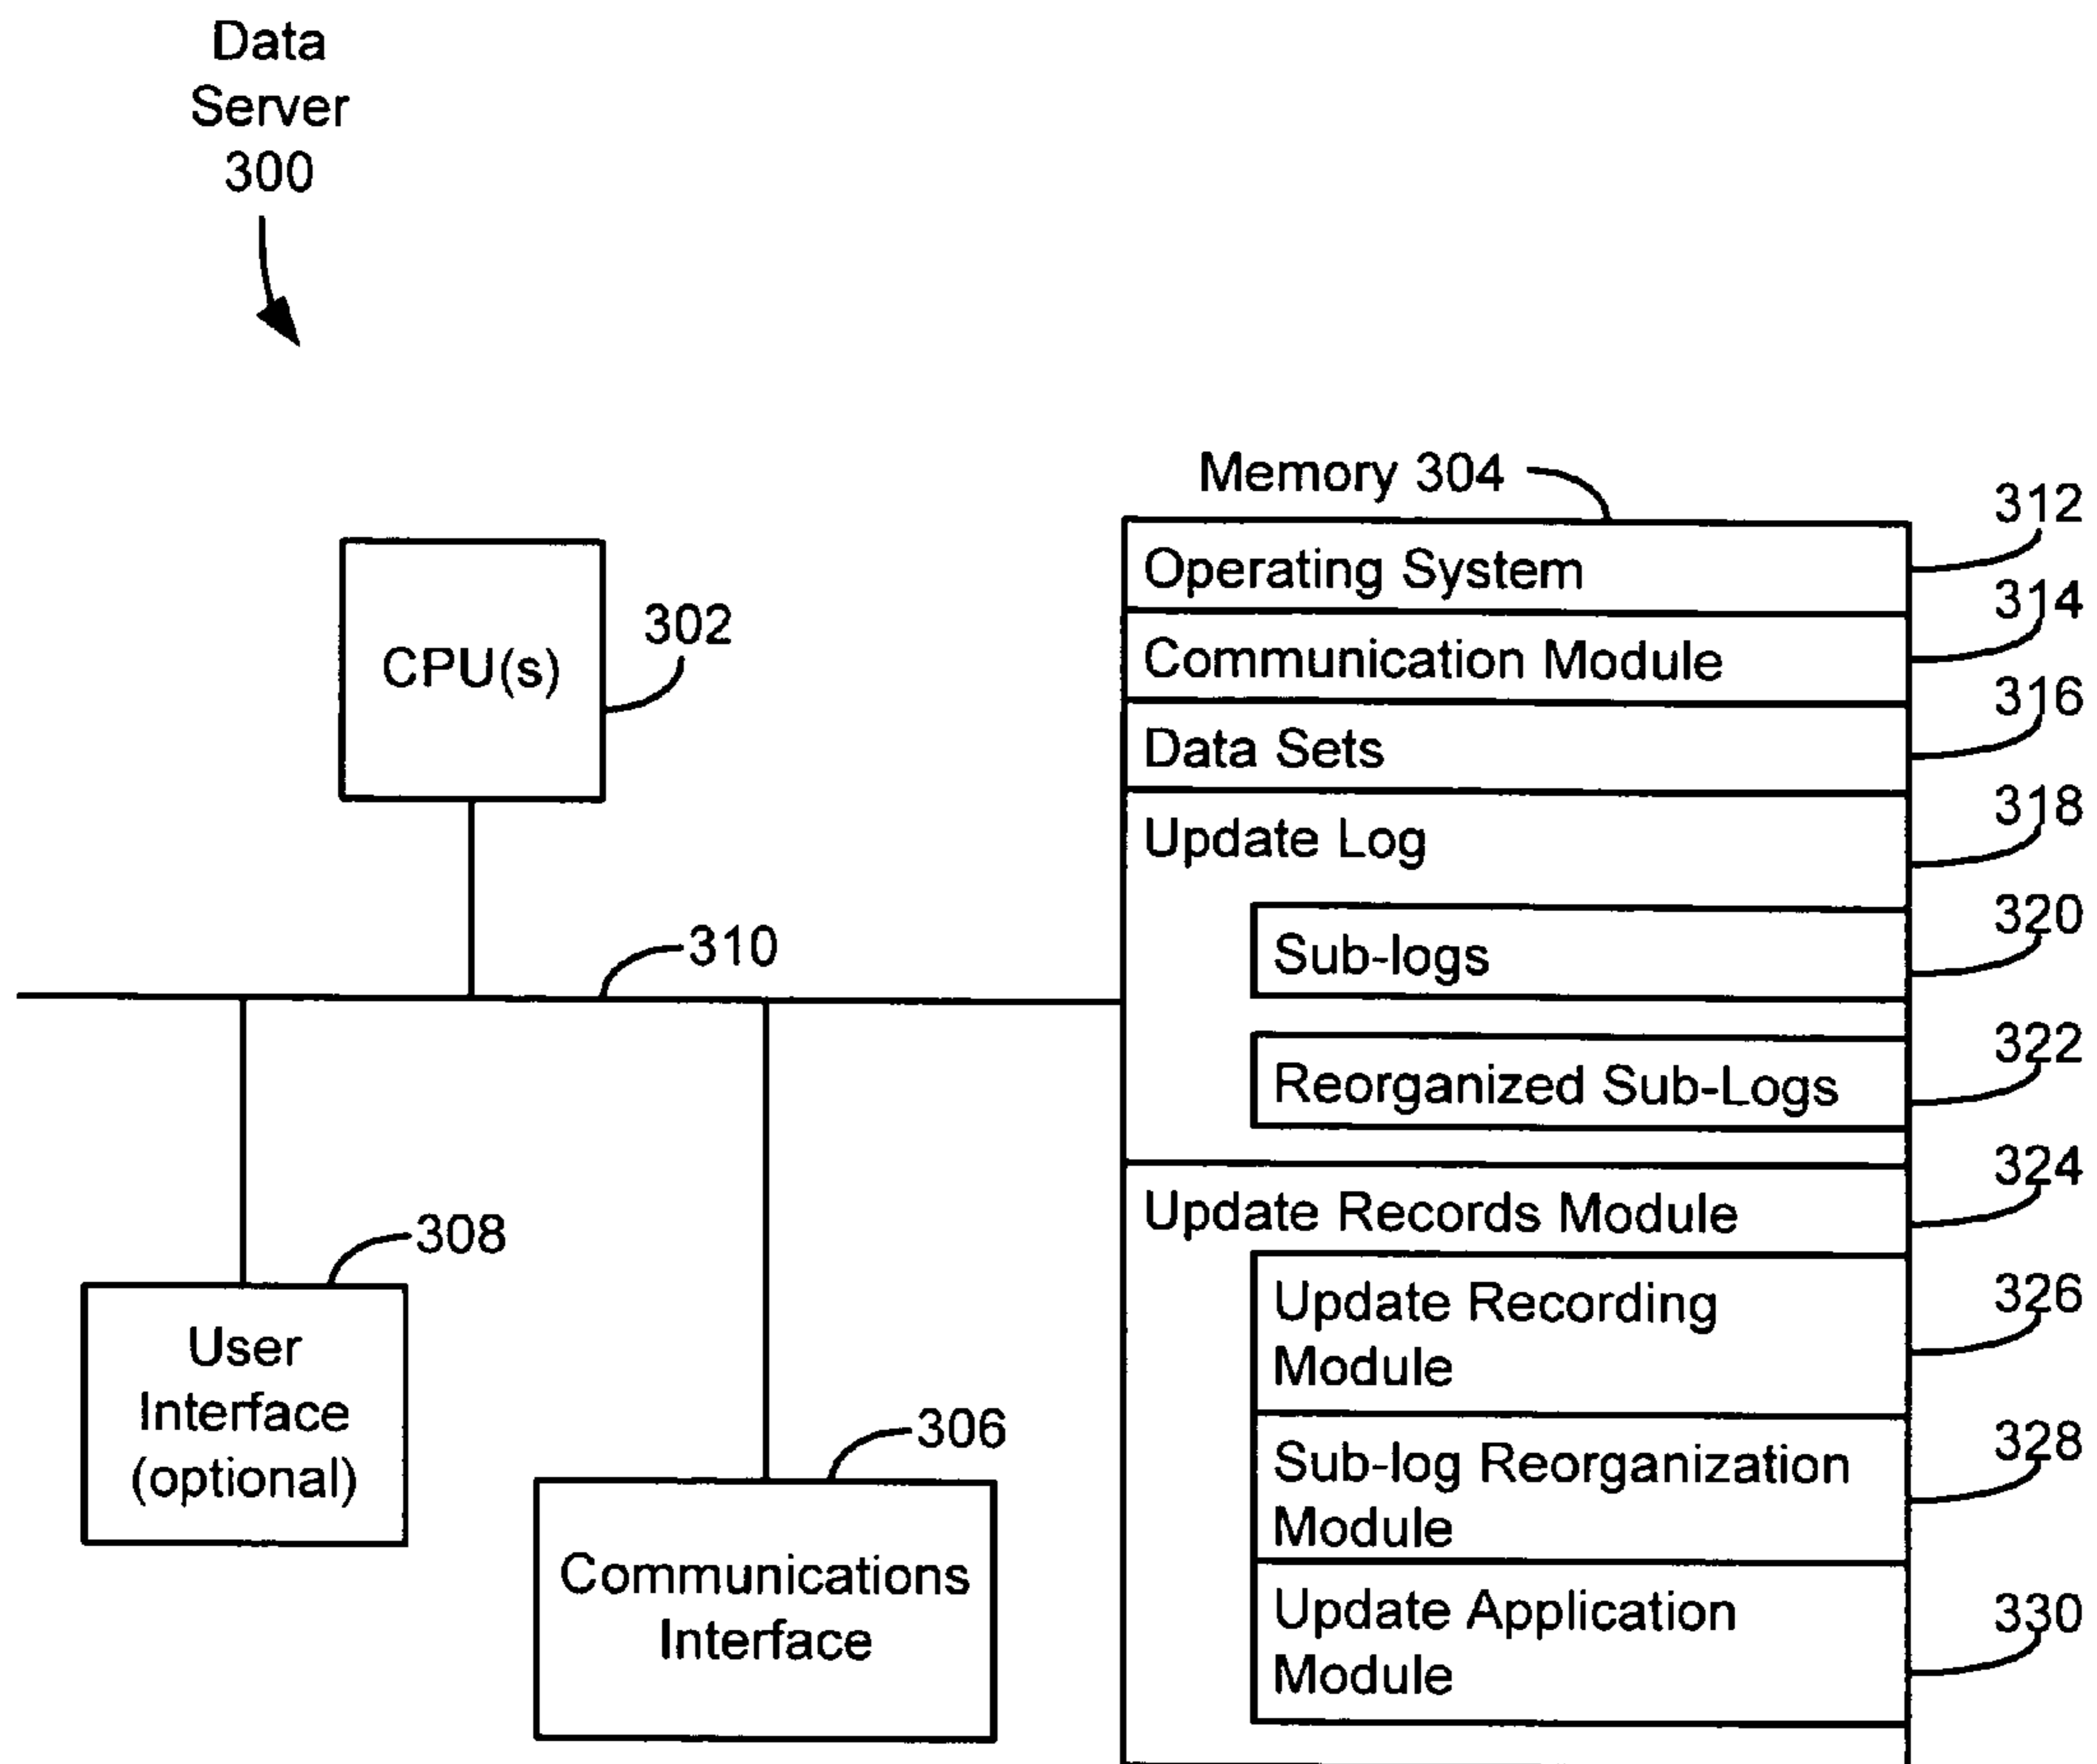 Data
Server
300
Memory 304
312
Operating System
314
Communication Module
316
Data Sets
318
Update Log
320
Sub-logs
322
Reorganized Sub-Logs
324
Update Records Module
326
Update Recording
Module
328
Sub-log Reorganization
Module
330
Update Application
Module
302
CPU(s)
310
308
User
Interface
(optional)
306
Communications
Interface